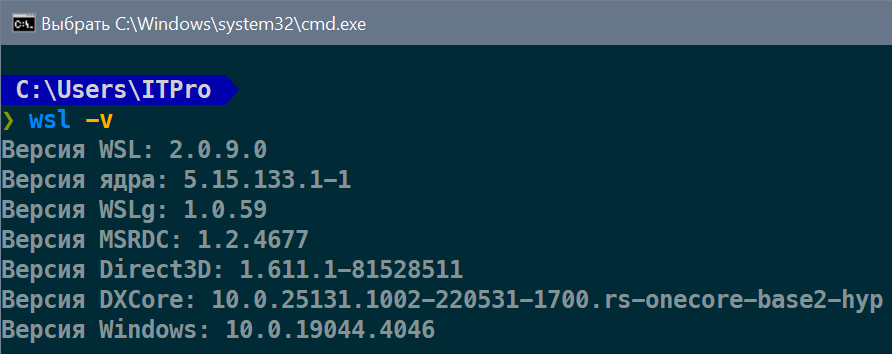 Выбрать C:\Windows\system32\cmd.exe
C:\Users\ITPro
❯ wsl -v
Версия WSL: 2.0.9.0
Версия ядра: 5.15.133.1-1
Версия WSLg: 1.0.59
Версия MSRDC: 1.2.4677
Версия Direct3D: 1.611.1-81528511
Версия DXCore: 10.0.25131.1002-220531-1700.rs-onecore-base2-hyp
Версия Windows: 10.0.19044.4046